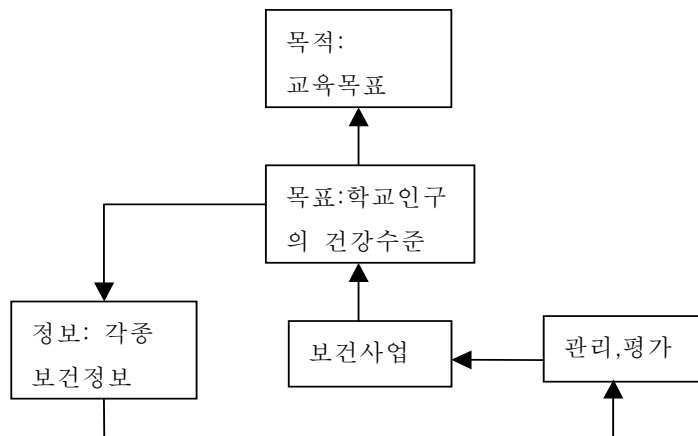 목적:
교육목표
목표:학교인구
의 건강수준
정보: 각종
보건정보
보건사업
관리,평가